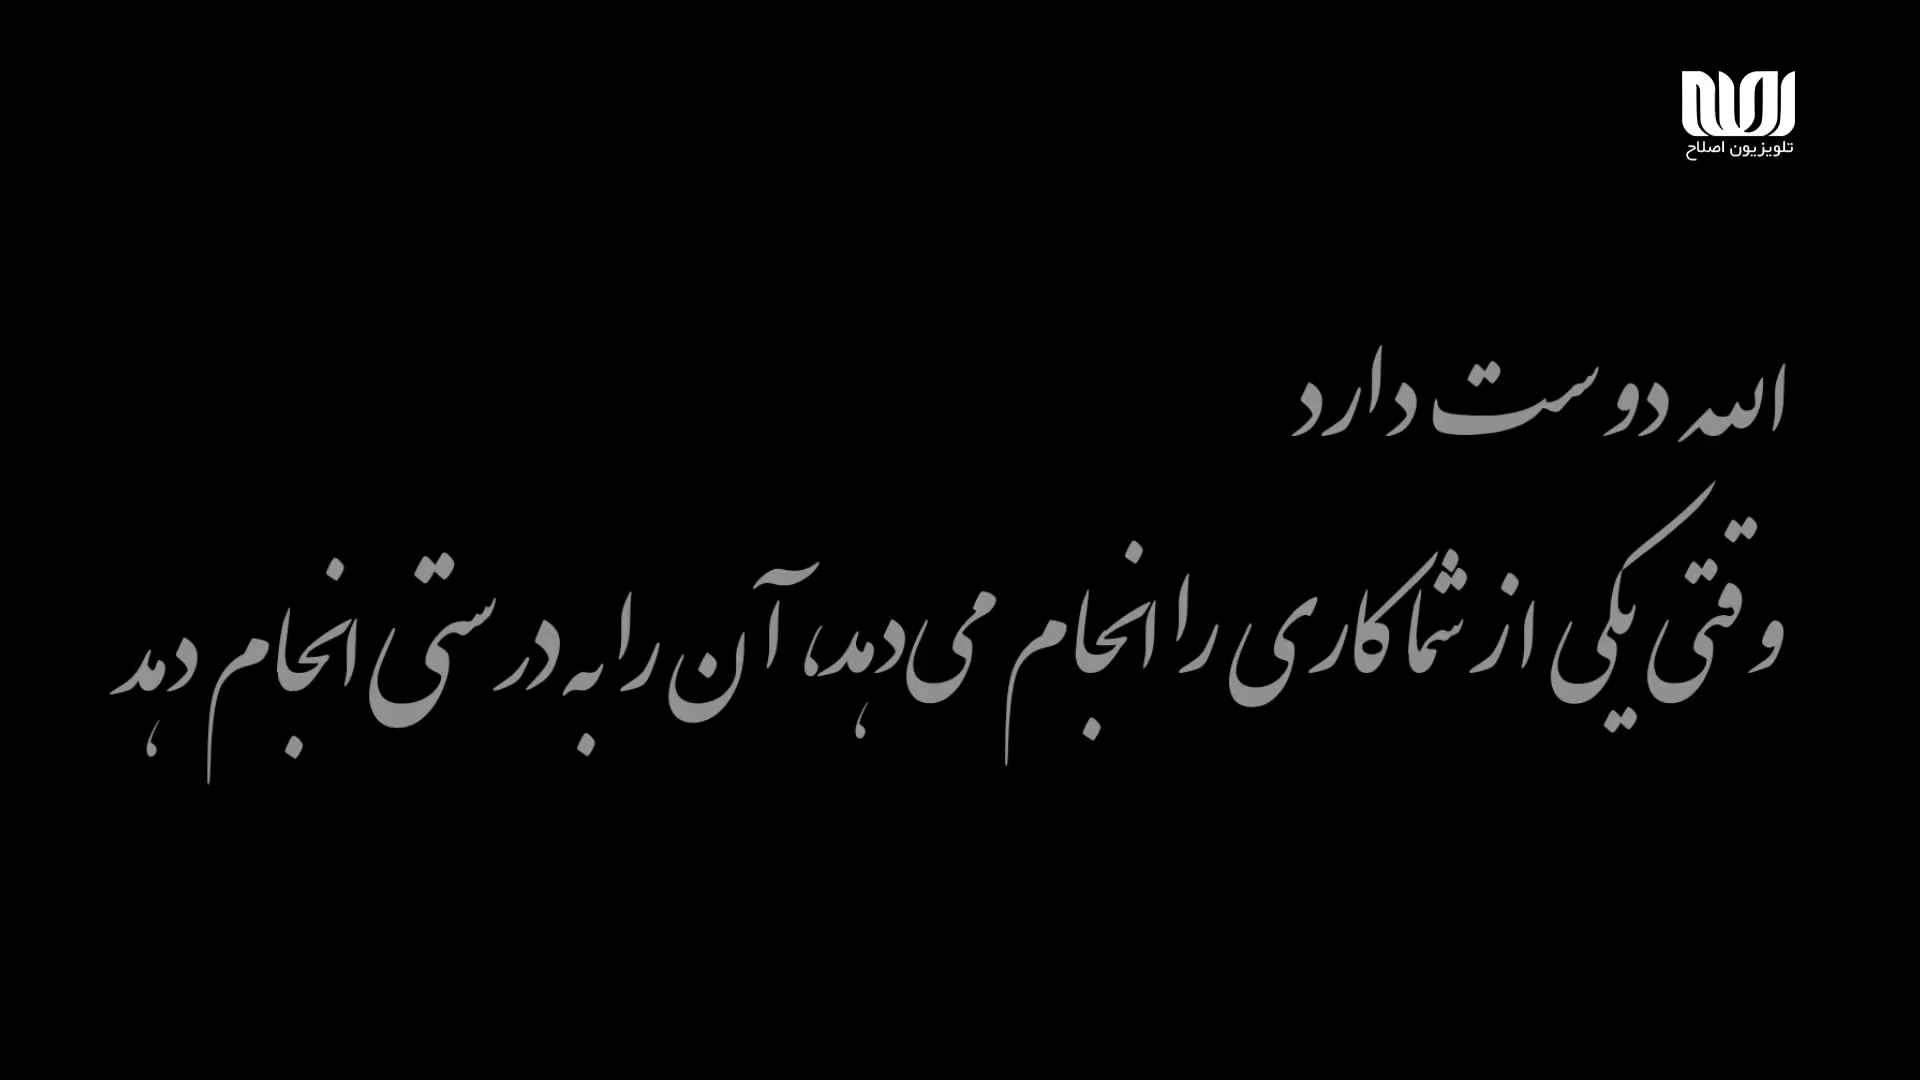 تلویزیون اصلاح
الله دوست دارد
وقتی یکی از شما کاری را انجام می‌دهد، آن را به درستی انجام دهد